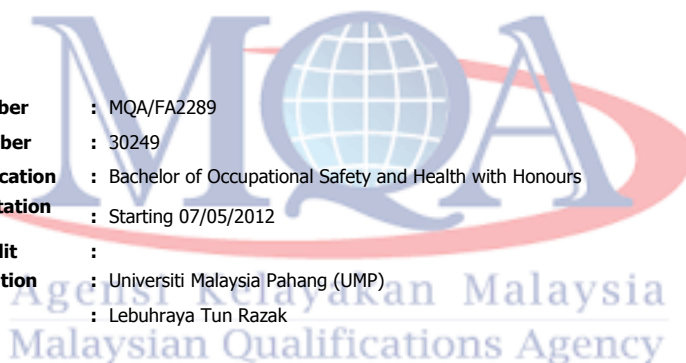 MQA
ber : MQA/FA2289
ber : 30249
cation : Bachelor of Occupational Safety and Health with Honours
tation : Starting 07/05/2012
dit :
tion : Universiti Malaysia Pahang (UMP)
: Lebuhraya Tun Razak
Agensi Kelayakan Malaysia
Malaysian Qualifications Agency